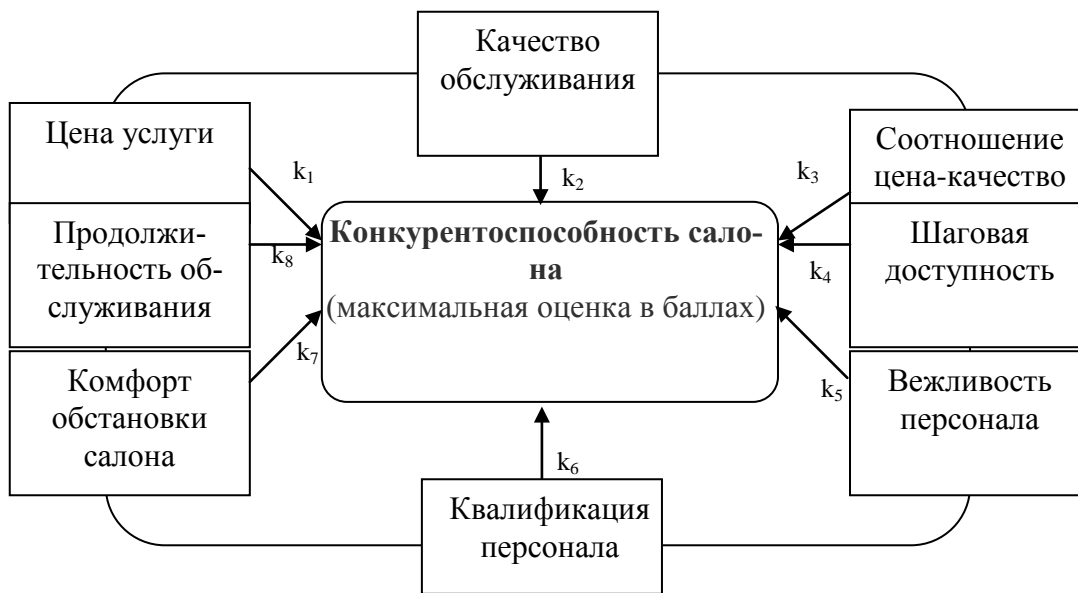 Качество
обслуживания
Цена услуги
k1
k2
k3
Соотношение
цена-качество
Продолжи-
тельность об-
служивания
k8
Конкурентоспособность сало-
на
(максимальная оценка в баллах)
k4
Шаговая
доступность
Комфорт
обстановки
салона
k7
k5
Вежливость
персонала
k6
Квалификация
персонала